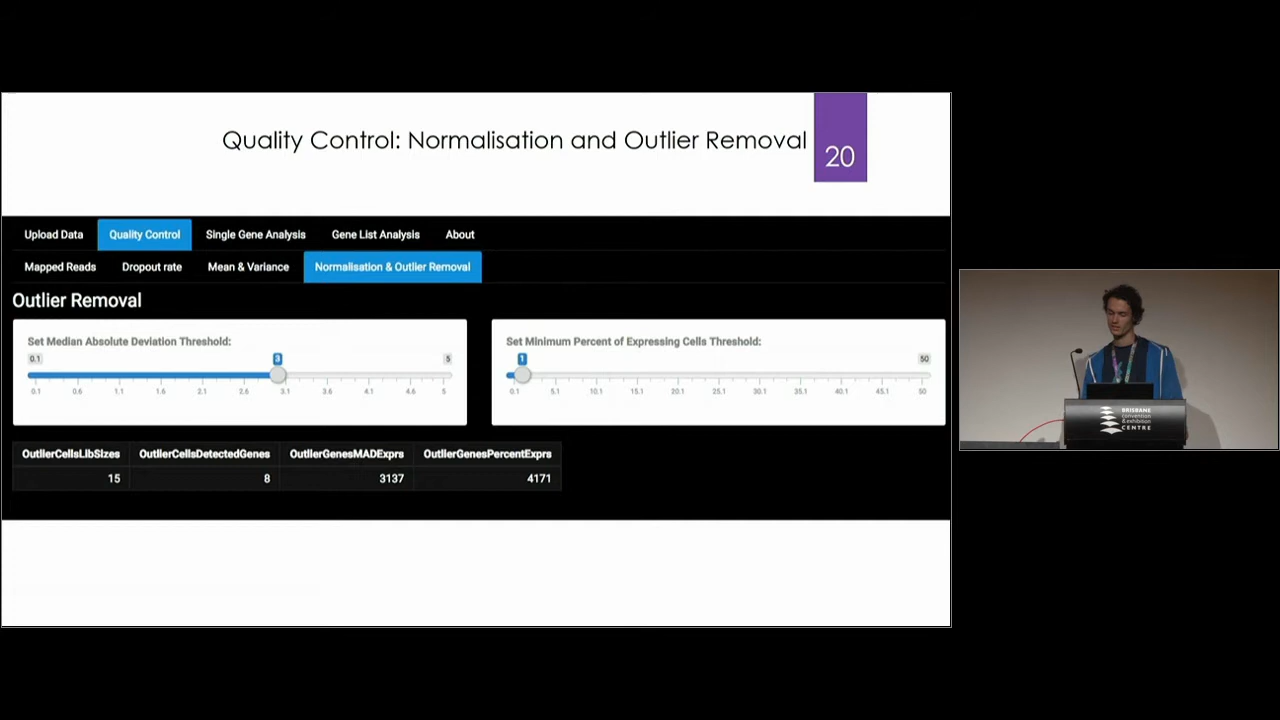 Quality Control: Normalisation and Outlier Removal
20
Upload Data Quality Control Single Gene Analysis Gene List Analysis About
Mapped Reads Dropout rate Mean & Variance Normalisation & Outlier Removal
Outlier Removal
Set Median Absolute Deviation Threshold:
0.1 3 5
0.1 0.6 1.1 1.6 2.1 2.6 3.1 3.6 4.1 4.6 5
Set Minimum Percent of Expressing Cells Threshold:
1 50
0.1 5.1 10.1 15.1 20.1 25.1 30.1 35.1 40.1 45.1 50
OutlierCellsLibSizes OutlierCellsDetectedGenes OutlierGenesMADExprs OutlierGenesPercentExprs
15 8 3137 4171
BRISBANE
convention
& exhibition
CENTRE